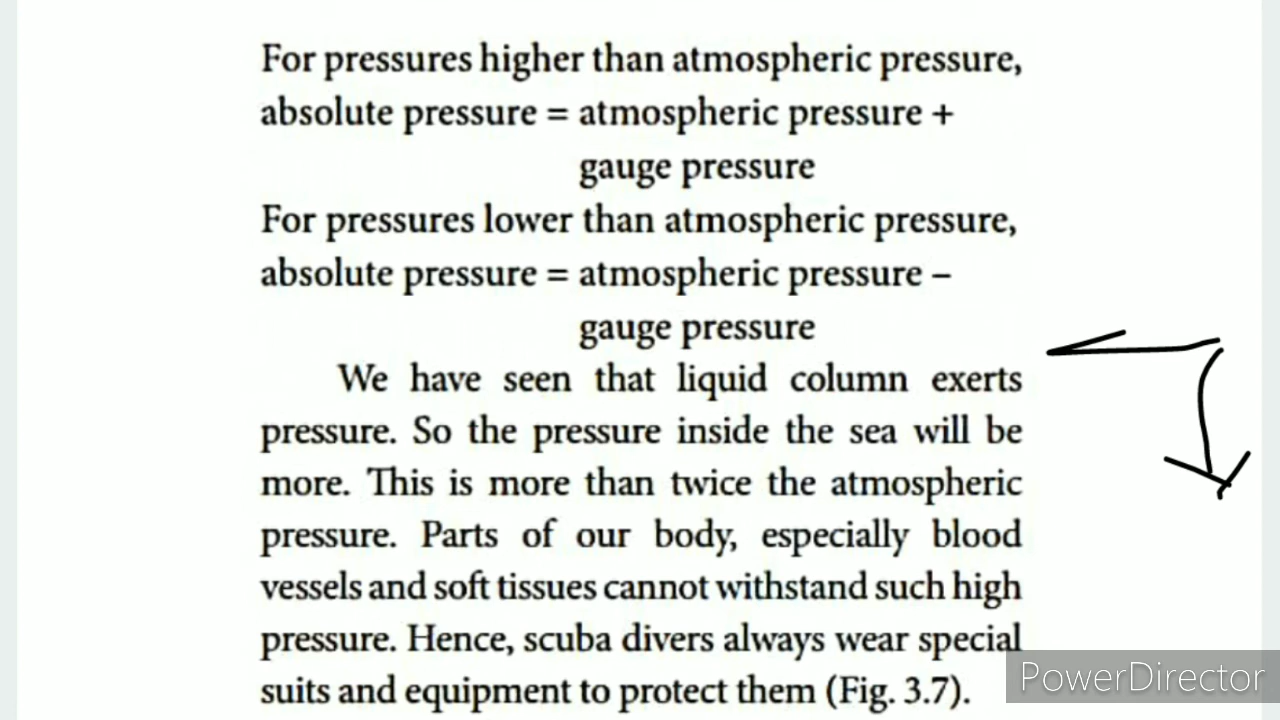 For pressures higher than atmospheric pressure,
absolute pressure = atmospheric pressure +
gauge pressure
For pressures lower than atmospheric pressure,
absolute pressure = atmospheric pressure –
gauge pressure
We have seen that liquid column exerts
pressure. So the pressure inside the sea will be
more. This is more than twice the atmospheric
pressure. Parts of our body, especially blood
vessels and soft tissues cannot withstand such high
pressure. Hence, scuba divers always wear special
suits and equipment to protect them (Fig. 3.7).
PowerDirector